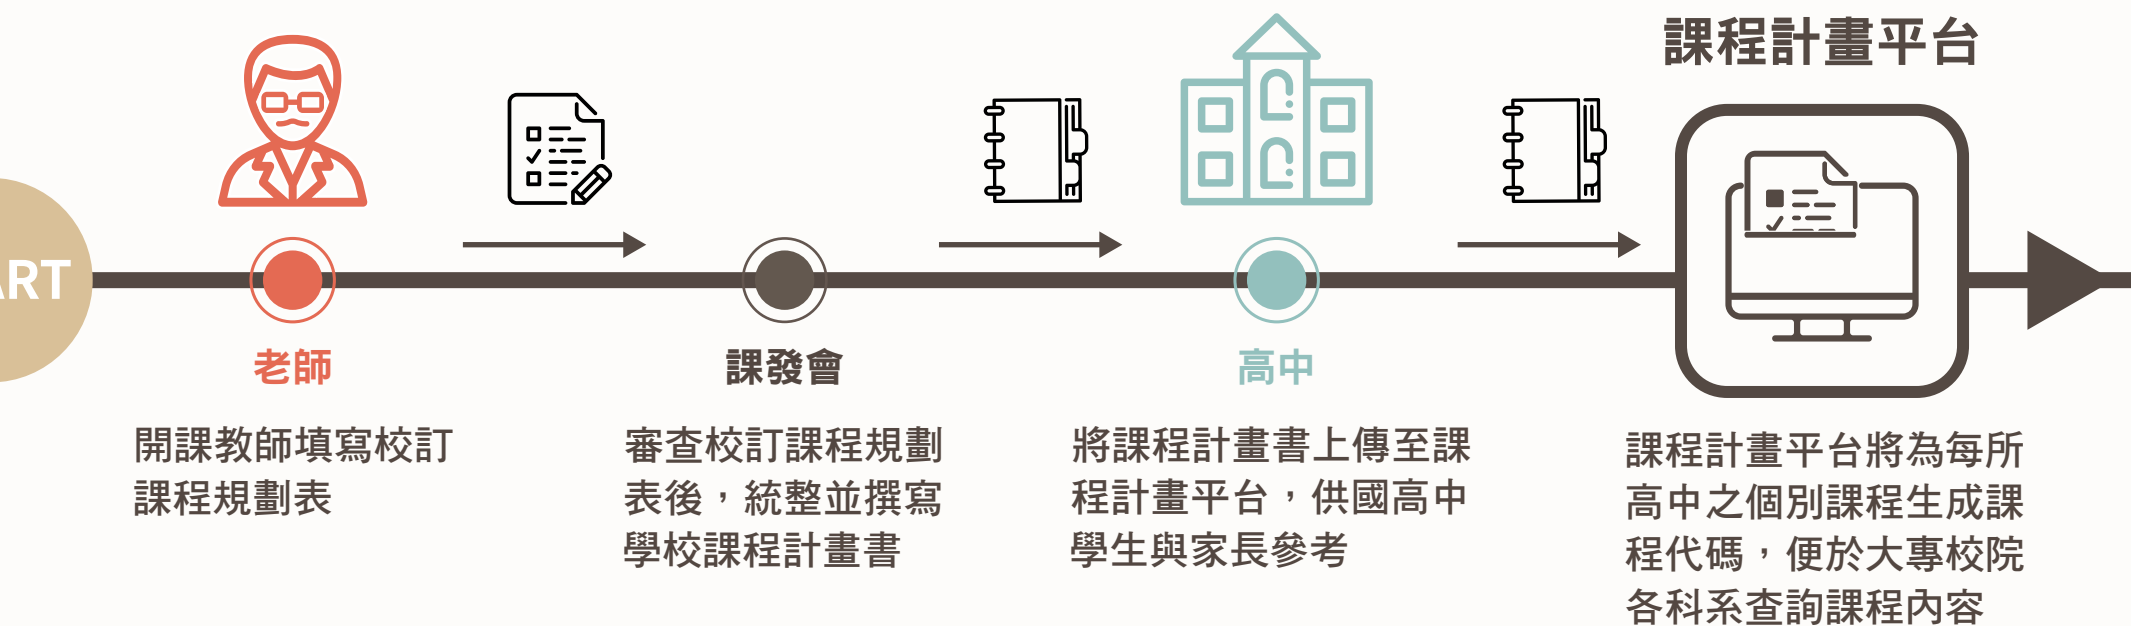 課程計畫平台
ART
老師
開課教師填寫校訂
課程規劃表
課發會
審查校訂課程規劃
表後，統整並撰寫
學校課程計畫書
高中
將課程計畫書上傳至課
程計畫平台，供國高中
學生與家長參考
課程計畫平台將為每所
高中之個別課程生成課
程代碼，便於大專校院
各科系查詢課程內容